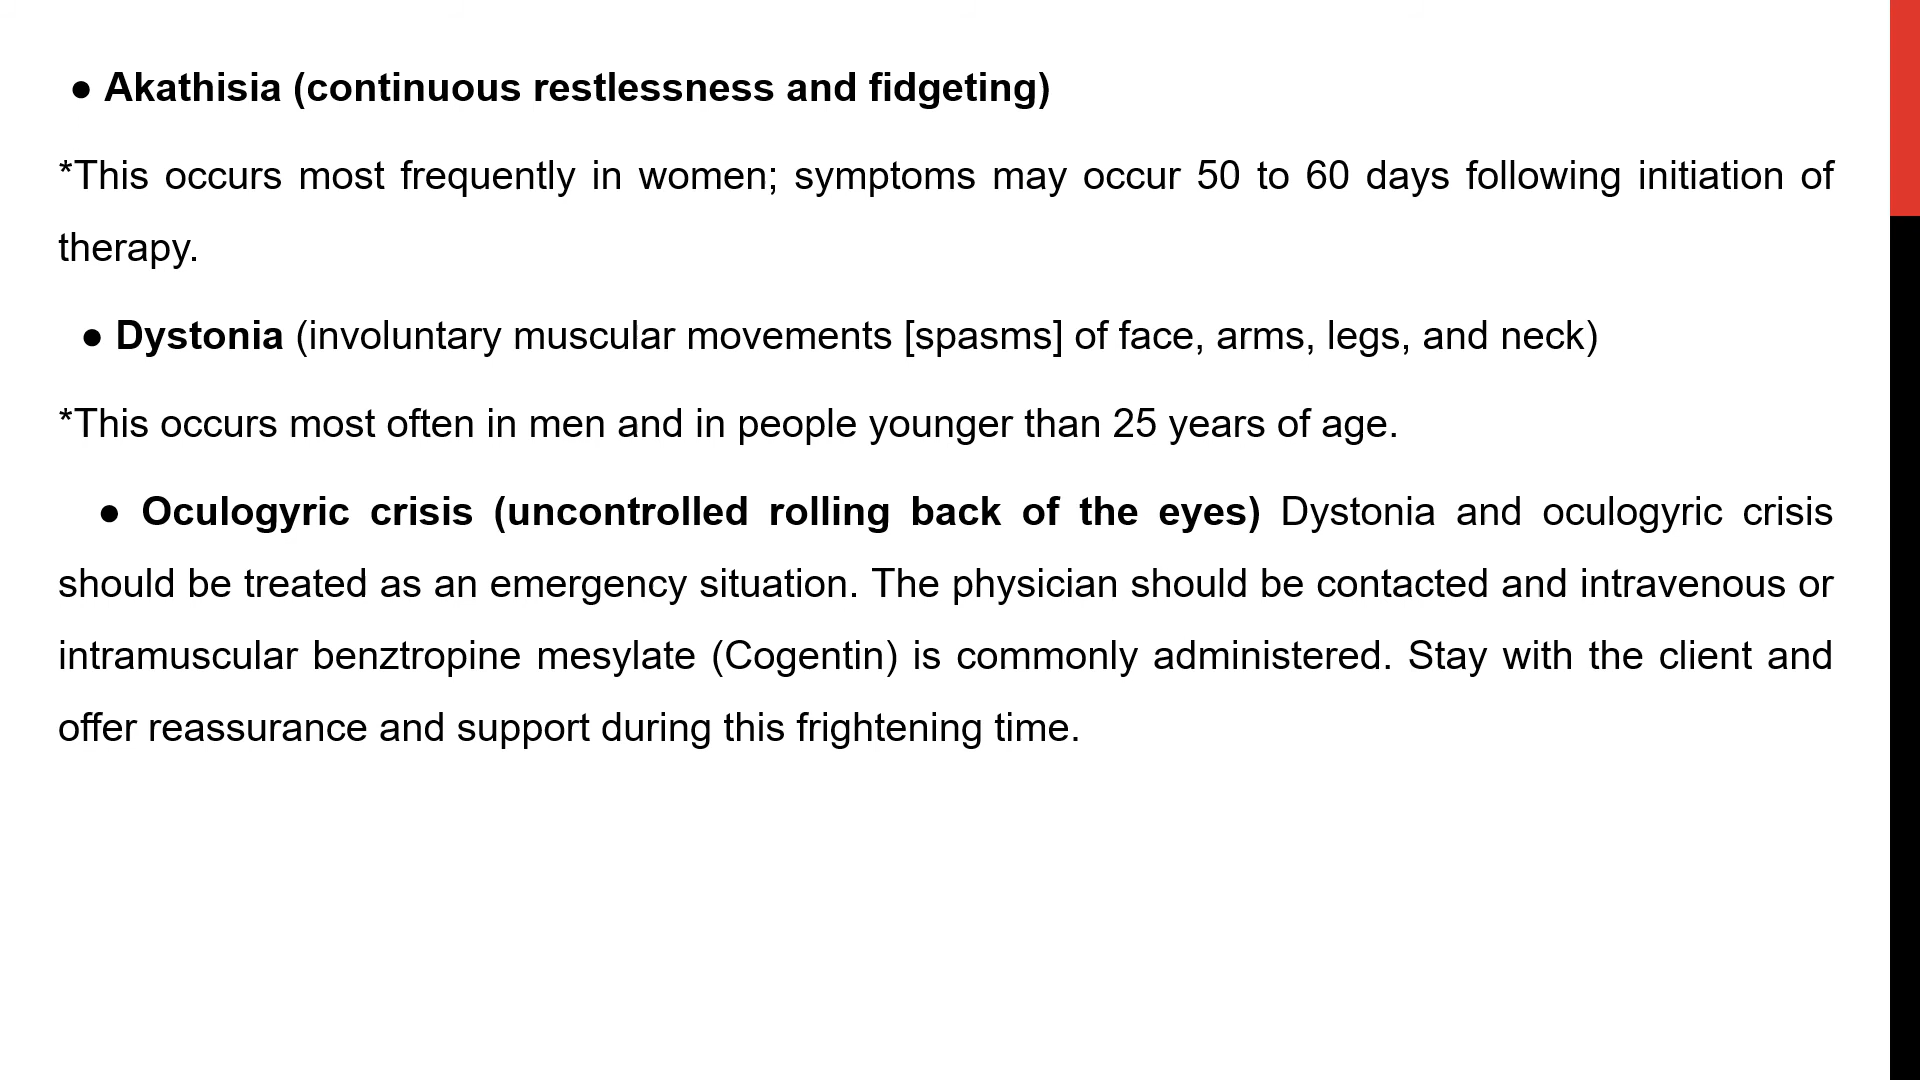 ● Akathisia (continuous restlessness and fidgeting)
*This occurs most frequently in women; symptoms may occur 50 to 60 days following initiation of
therapy.
● Dystonia (involuntary muscular movements [spasms] of face, arms, legs, and neck)
*This occurs most often in men and in people younger than 25 years of age.
● Oculogyric crisis (uncontrolled rolling back of the eyes) Dystonia and oculogyric crisis
should be treated as an emergency situation. The physician should be contacted and intravenous or
intramuscular benztropine mesylate (Cogentin) is commonly administered. Stay with the client and
offer reassurance and support during this frightening time.